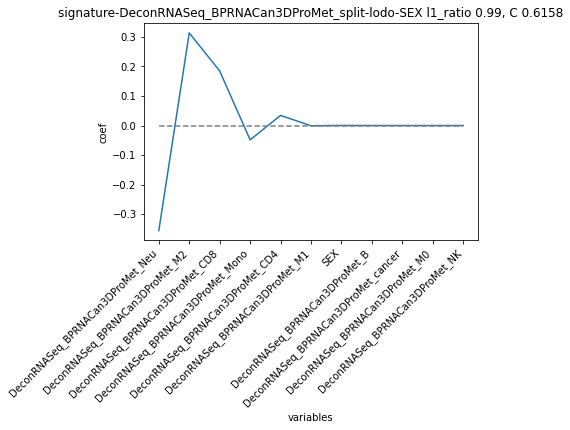 signature-DeconRNASeq_BPRNACan3DProMet_split-lodo-SEX l1_ratio 0.99, C 0.6158
0.3
0.2
0.1
0.0
−0.1
−0.2
−0.3
coef
DeconRNASeq_BPRNACan3DProMet_Neu
DeconRNASeq_BPRNACan3DProMet_M2
DeconRNASeq_BPRNACan3DProMet_CD8
DeconRNASeq_BPRNACan3DProMet_Mono
DeconRNASeq_BPRNACan3DProMet_CD4
DeconRNASeq_BPRNACan3DProMet_M1
SEX
DeconRNASeq_BPRNACan3DProMet_B
DeconRNASeq_BPRNACan3DProMet_cancer
DeconRNASeq_BPRNACan3DProMet_M0
DeconRNASeq_BPRNACan3DProMet_NK
variables